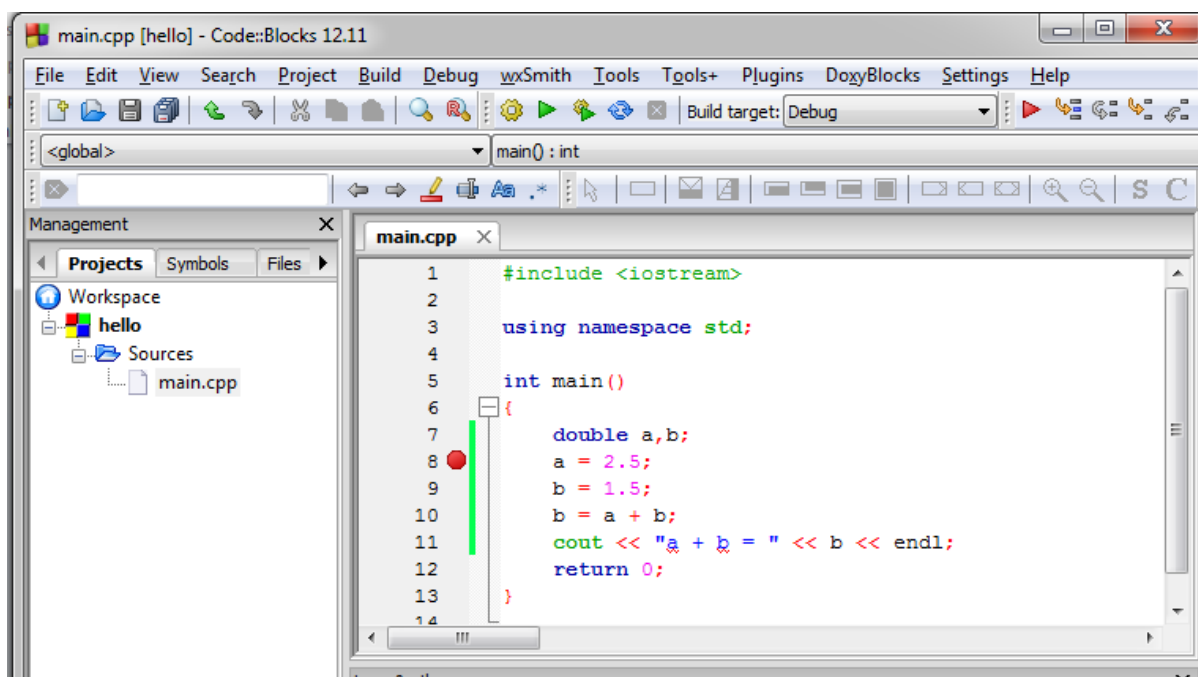 main.cpp [hello] - Code::Blocks 12.11
File Edit View Search Project Build Debug wxSmith Tools Tools+ Plugins DoxyBlocks Settings Help
Build target: Debug
<global> main() : int
S C
Management
Projects Symbols Files
Workspace
hello
Sources
main.cpp
main.cpp
1 #include <iostream>
2
3 using namespace std;
4
5 int main()
6 {
7 double a,b;
8 a = 2.5;
9 b = 1.5;
10 b = a + b;
11 cout << "a + b = " << b << endl;
12 return 0;
13 }
14